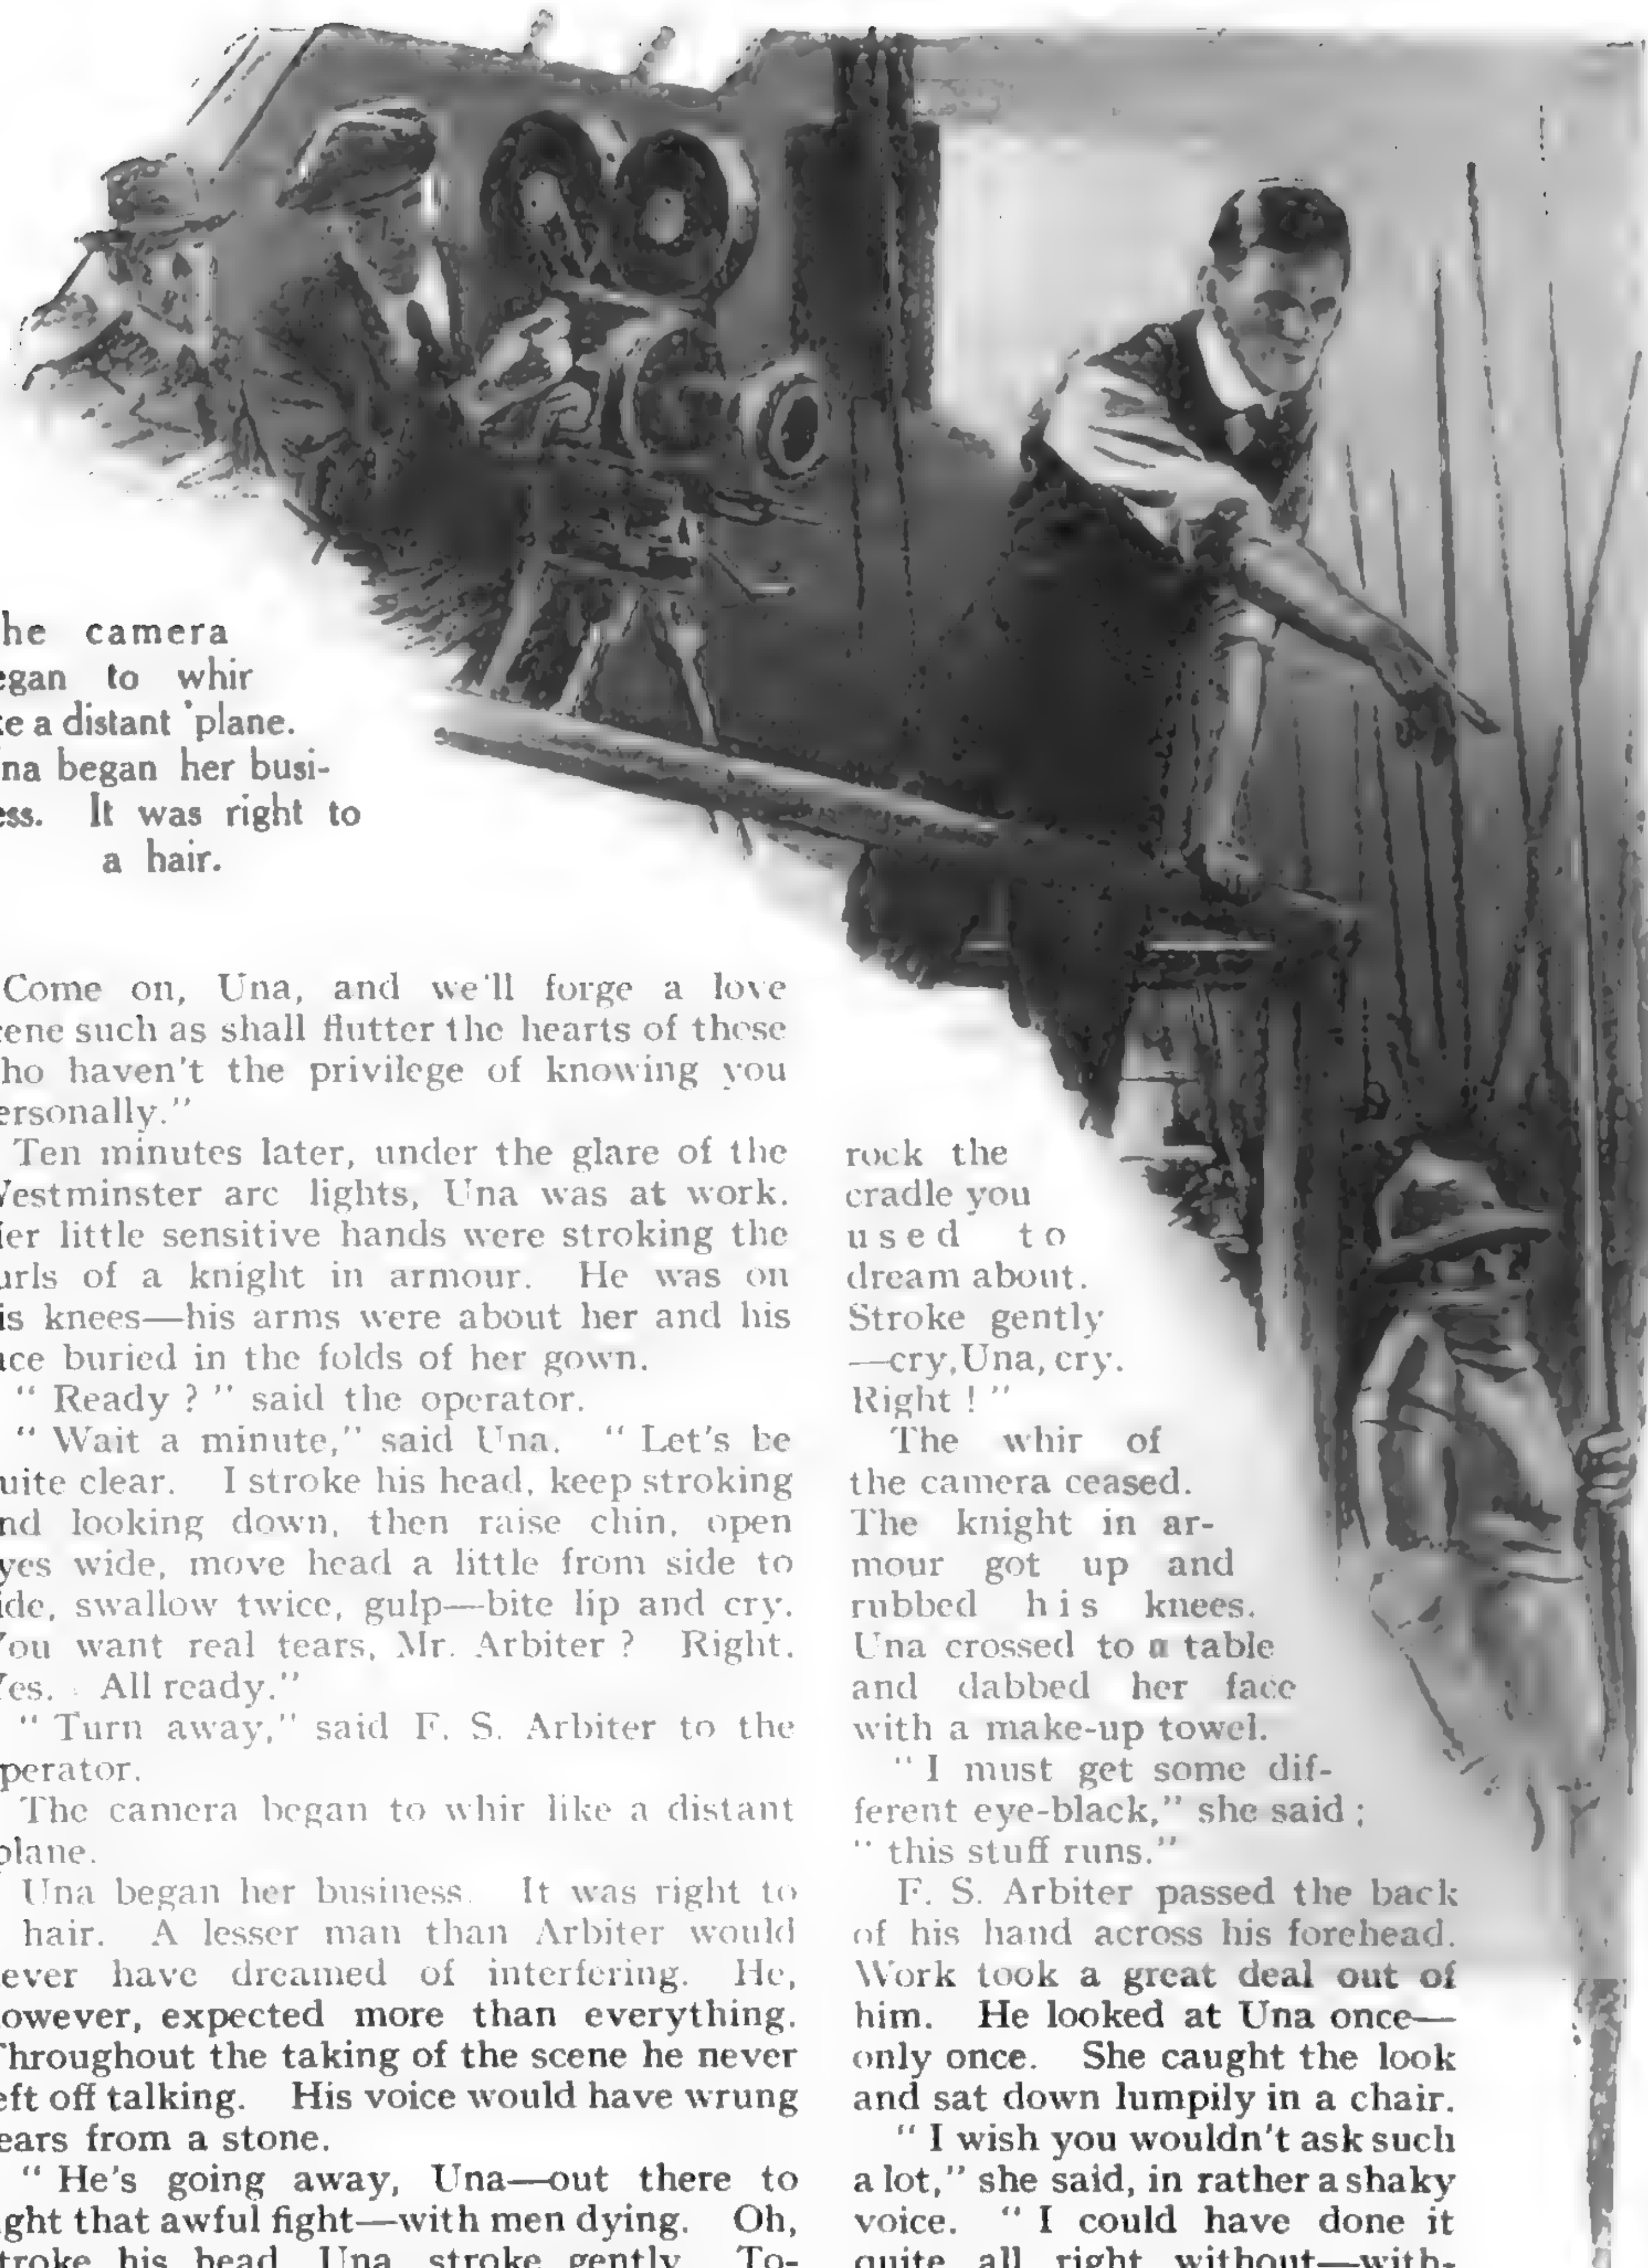 he camera
egan to whir
ke a distant 'plane.
na began her busi-
ess. It was right to
a hair.
Come on, Una, and we'll forge a love
cene such as shall flutter the hearts of those
ho haven't the privilege of knowing you
ersonally."
Ten minutes later, under the glare of the
Westminster arc lights, Una was at work.
Her little sensitive hands were stroking the
urls of a knight in armour. He was on
is knees—his arms were about her and his
ace buried in the folds of her gown.
" Ready ? " said the operator.
" Wait a minute," said Una. " Let's be
uite clear. I stroke his head, keep stroking
nd looking down, then raise chin, open
yes wide, move head a little from side to
ide, swallow twice, gulp—bite lip and cry.
You want real tears, Mr. Arbiter ? Right.
Yes. All ready."
" Turn away," said F. S. Arbiter to the
perator.
The camera began to whir like a distant
plane.
Una began her business. It was right to
hair. A lesser man than Arbiter would
ever have dreamed of interfering. He,
owever, expected more than everything.
Throughout the taking of the scene he never
eft off talking. His voice would have wrung
ears from a stone.
" He's going away, Una—out there to
ght that awful fight—with men dying. Oh,
troke his head, Una, stroke gently. To-
rock the
cradle you
used to
dream about.
Stroke gently
—cry, Una, cry.
Right ! "
The whir of
the camera ceased.
The knight in ar-
mour got up and
rubbed his knees.
Una crossed to a table
and dabbed her face
with a make-up towel.
" I must get some dif-
ferent eye-black," she said ;
" this stuff runs."
F. S. Arbiter passed the back
of his hand across his forehead.
Work took a great deal out of
him. He looked at Una once—
only once. She caught the look
and sat down lumpily in a chair.
" I wish you wouldn't ask such
a lot," she said, in rather a shaky
voice. " I could have done it
quite all right without—with-